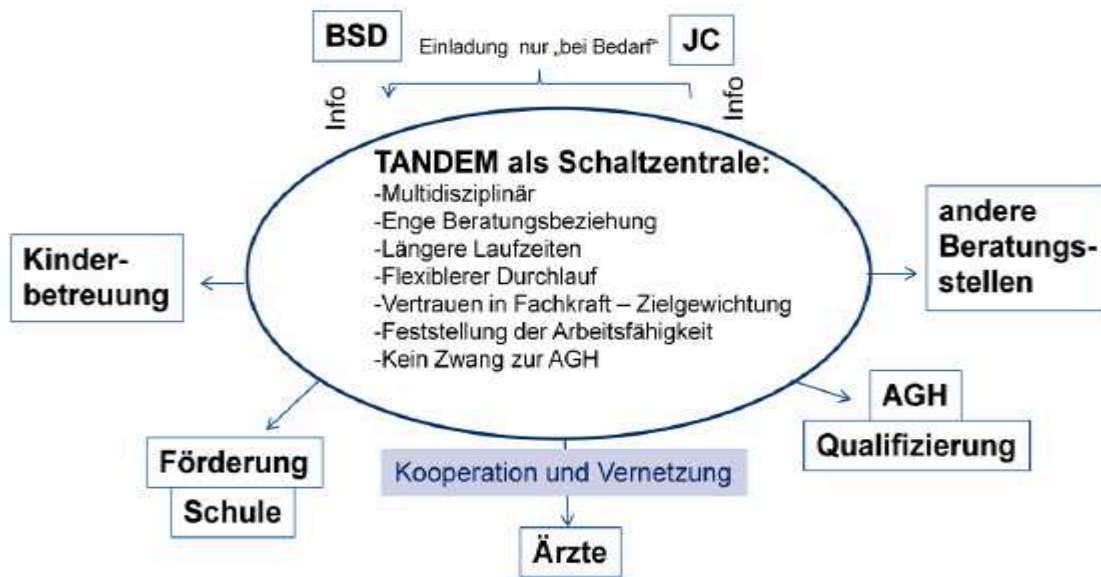 BSD
Einladung nur „bei Bedarf“
JC
Info
Info
TANDEM als Schaltzentrale:
-Multidisziplinär
-Enge Beratungsbeziehung
-Längere Laufzeiten
-Flexiblerer Durchlauf
-Vertrauen in Fachkraft – Zielgewichtung
-Feststellung der Arbeitsfähigkeit
-Kein Zwang zur AGH
Kinder-
betreuung
andere
Beratungs-
stellen
Förderung
Schule
Kooperation und Vernetzung
Ärzte
AGH
Qualifizierung